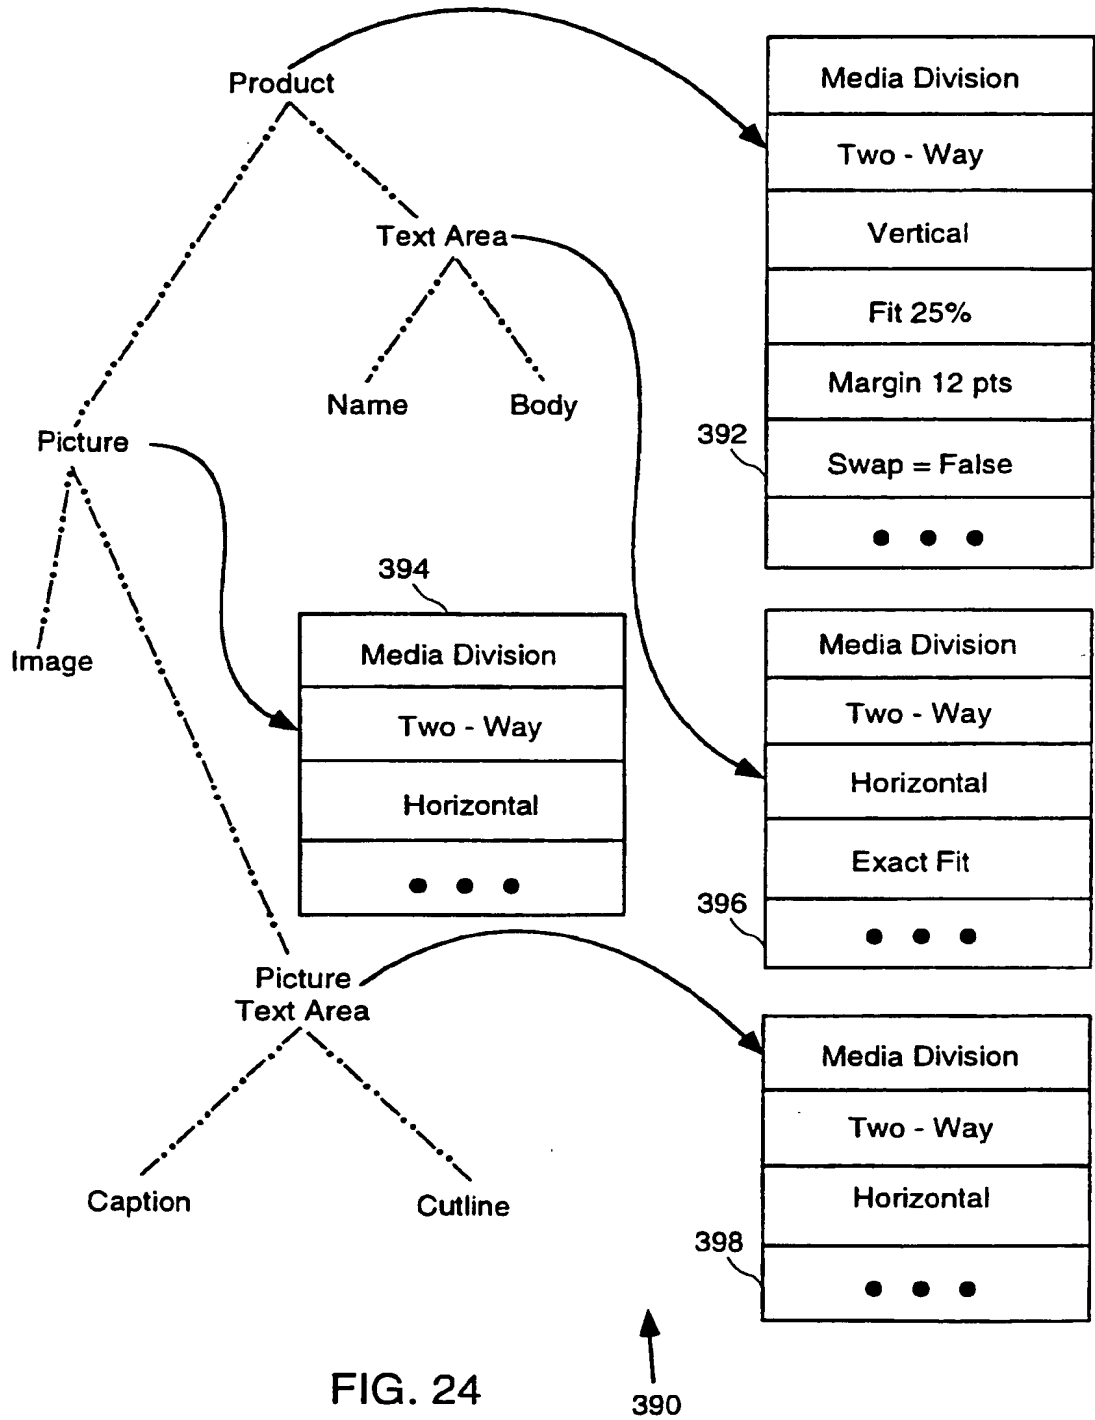 Product
Text Area
Name
Body
Picture
Image
Picture
Text Area
Caption
Cutline
Media Division
Two - Way
Vertical
Fit 25%
Margin 12 pts
392
Swap = False
394
Media Division
Two - Way
Horizontal
Media Division
Two - Way
Horizontal
Exact Fit
396
Media Division
Two - Way
Horizontal
398
FIG. 24
390